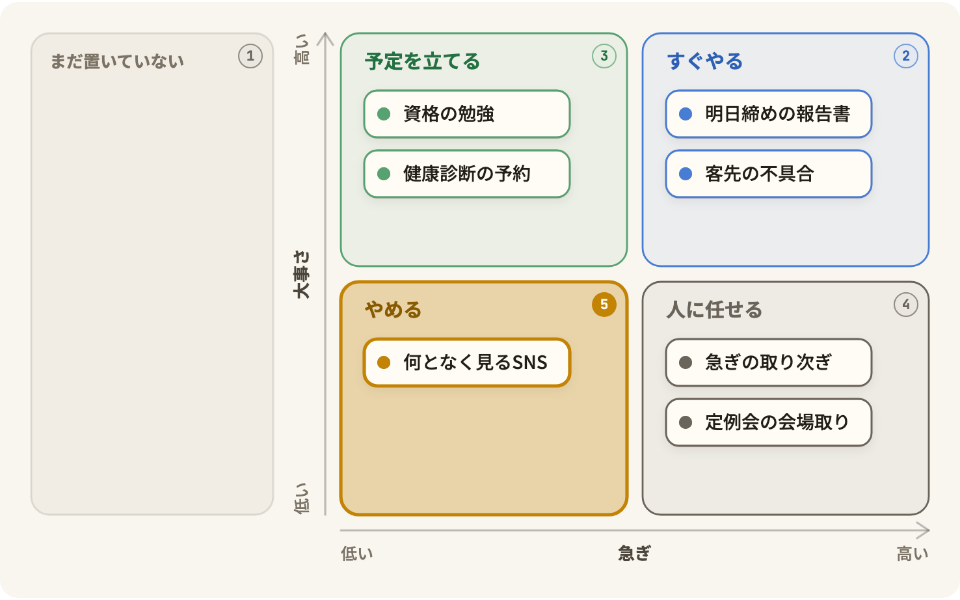 まだ置いていない
1
高い
大事さ
低い
予定を立てる
3
資格の勉強
健康診断の予約
すぐやる
2
明日締めの報告書
客先の不具合
やめる
5
何となく見るSNS
人に任せる
4
急ぎの取り次ぎ
定例会の会場取り
低い
急ぎ
高い